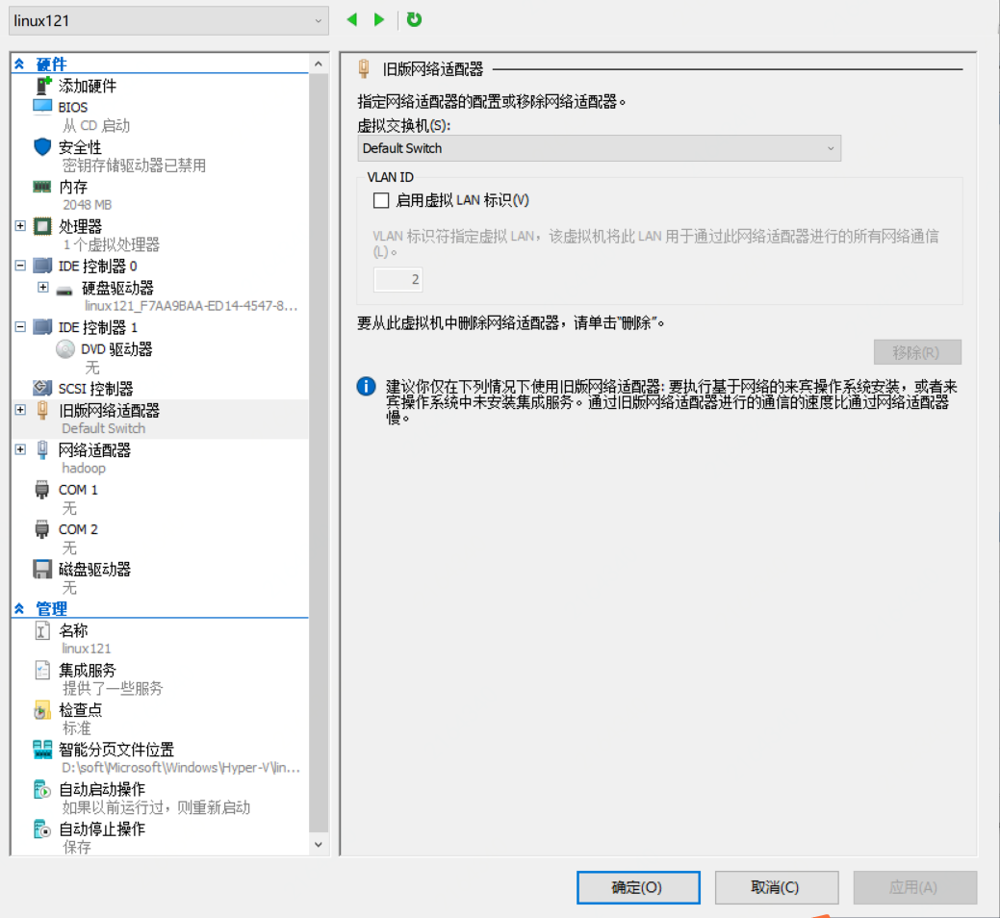 linux121
硬件
添加硬件
BIOS
从 CD 启动
安全性
密钥存储驱动器已禁用
内存
2048 MB
处理器
1 个虚拟处理器
IDE 控制器 0
硬盘驱动器
linux121_F7AA9BAA-ED14-4547-8...
IDE 控制器 1
DVD 驱动器
无
SCSI 控制器
旧版网络适配器
Default Switch
网络适配器
hadoop
COM 1
无
COM 2
无
磁盘驱动器
无
管理
名称
linux121
集成服务
提供了一些服务
检查点
标准
智能分页文件位置
D:\soft\Microsoft\Windows\Hyper-V\lin...
自动启动操作
如果以前运行过，则重新启动
自动停止操作
保存
旧版网络适配器
指定网络适配器的配置或移除网络适配器。
虚拟交换机(S):
Default Switch
VLAN ID
启用虚拟 LAN 标识(V)
VLAN 标识符指定虚拟 LAN，该虚拟机将此 LAN 用于通过此网络适配器进行的所有网络通信
(L)。
2
要从此虚拟机中删除网络适配器，请单击"删除"。
移除(R)
建议你仅在下列情况下使用旧版网络适配器: 要执行基于网络的来宾操作系统安装，或者来
宾操作系统中未安装集成服务。通过旧版网络适配器进行的通信的速度比通过网络适配器
慢。
确定(O)
取消(C)
应用(A)